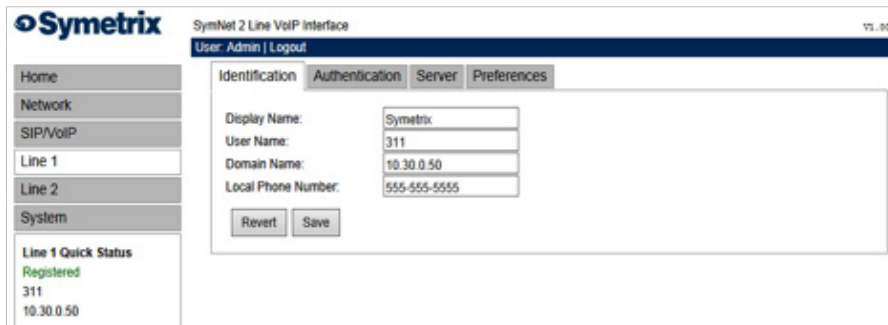 Symetrix
SymNet 2 Line VoIP Interface
User: Admin | Logout
Home
Network
SIP/VoIP
Line 1
Line 2
System
Line 1 Quick Status
Registered
311
10.30.0.50
Identification Authentication Server Preferences
Display Name: Symetrix
User Name: 311
Domain Name: 10.30.0.50
Local Phone Number: 555-555-5555
Revert Save